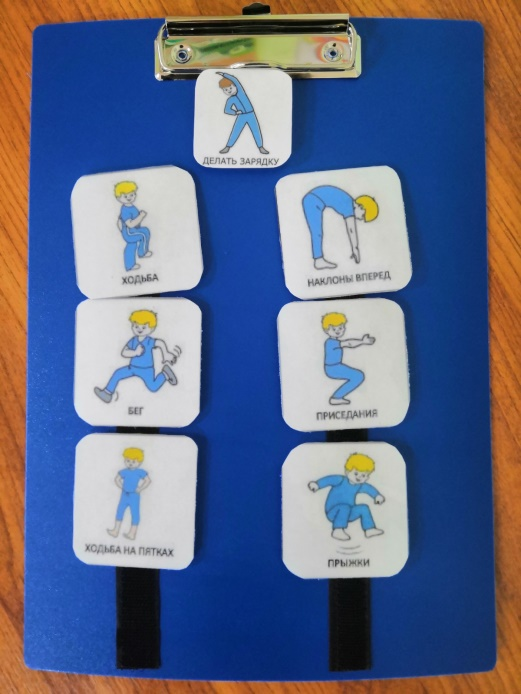 ДЕЛАТЬ ЗАРЯДКУ
ХОДЬБА
НАКЛОНЫ ВПЕРЕД
БЕГ
ПРИСЕДАНИЯ
ХОДЬБА НА ПЯТКАХ
ПРЫЖКИ